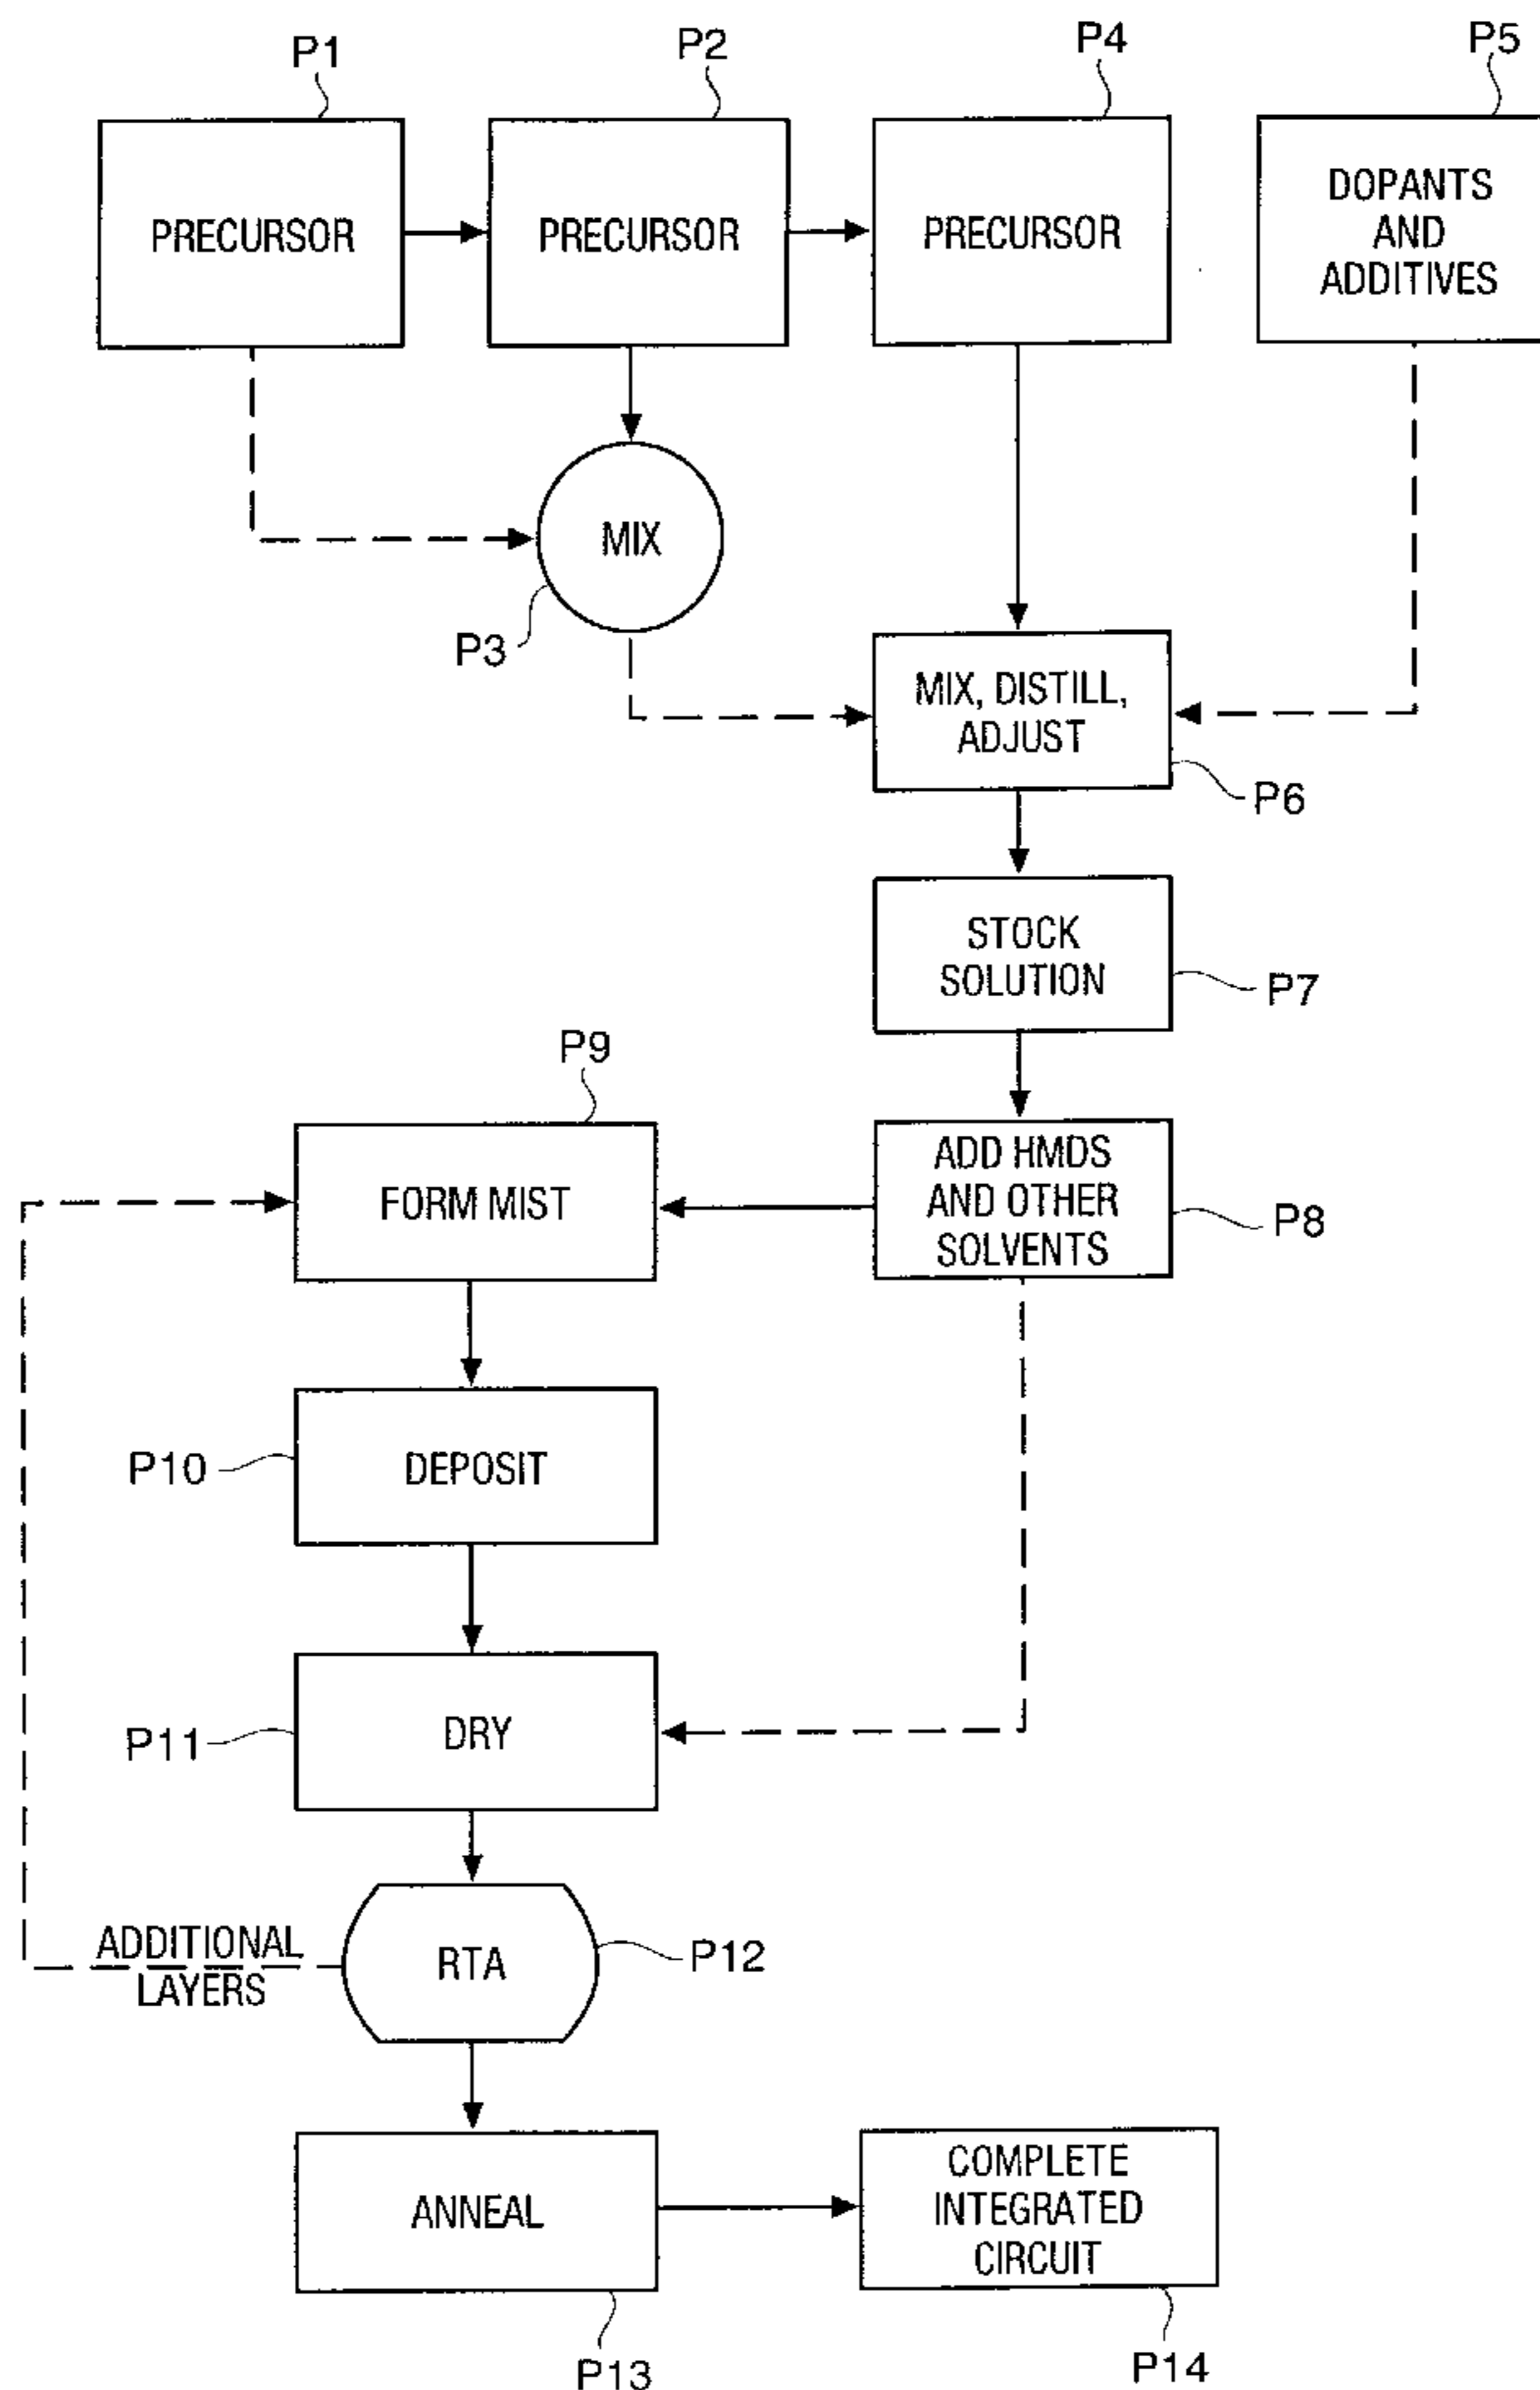 P1
P2
P4
P5
PRECURSOR
PRECURSOR
PRECURSOR
DOPANTS
AND
ADDITIVES
MIX
P3
MIX, DISTILL,
ADJUST
P6
STOCK
SOLUTION
P7
P9
FORM MIST
ADD HMDS
AND OTHER
SOLVENTS
P8
P10
DEPOSIT
P11
DRY
ADDITIONAL
LAYERS
RTA
P12
ANNEAL
COMPLETE
INTEGRATED
CIRCUIT
P13
P14